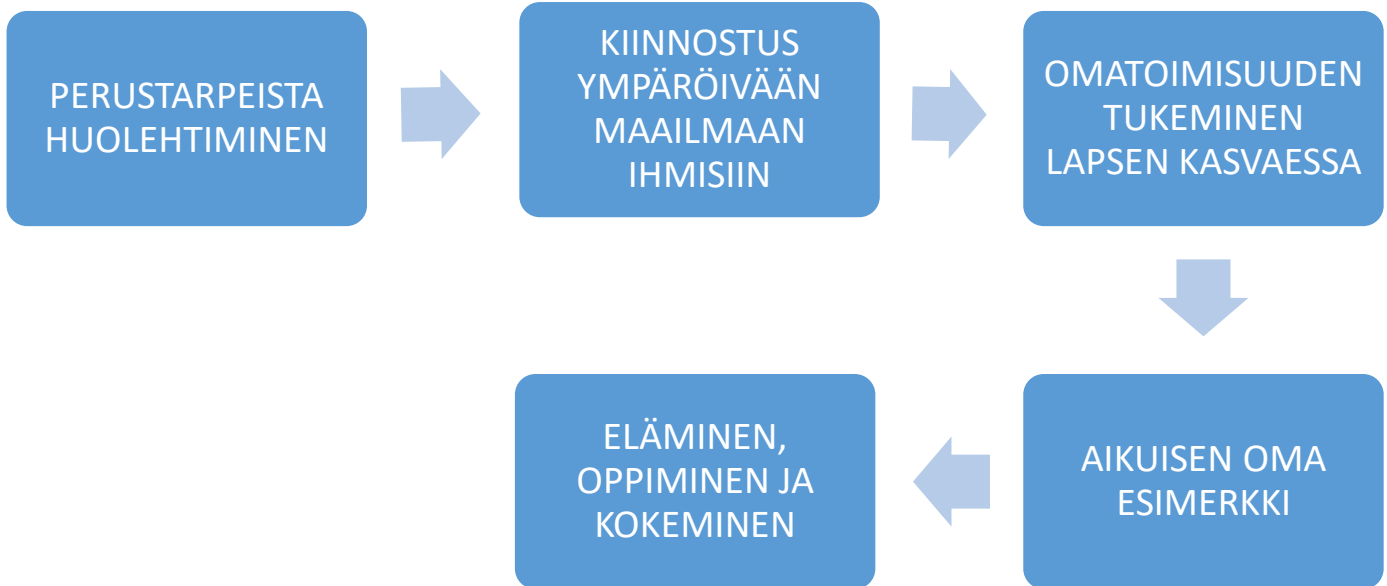 PERUSTARPEISTA
HUOLEHTIMINEN
KIINNOSTUS
YMPÄRÖIVÄÄN
MAAILMAAN
IHMISIIN
OMATOIMISUUDEN
TUKEMINEN
LAPSEN KASVAESSA
AIKUISEN OMA
ESIMERKKI
ELÄMINEN,
OPPIMINEN JA
KOKEMINEN